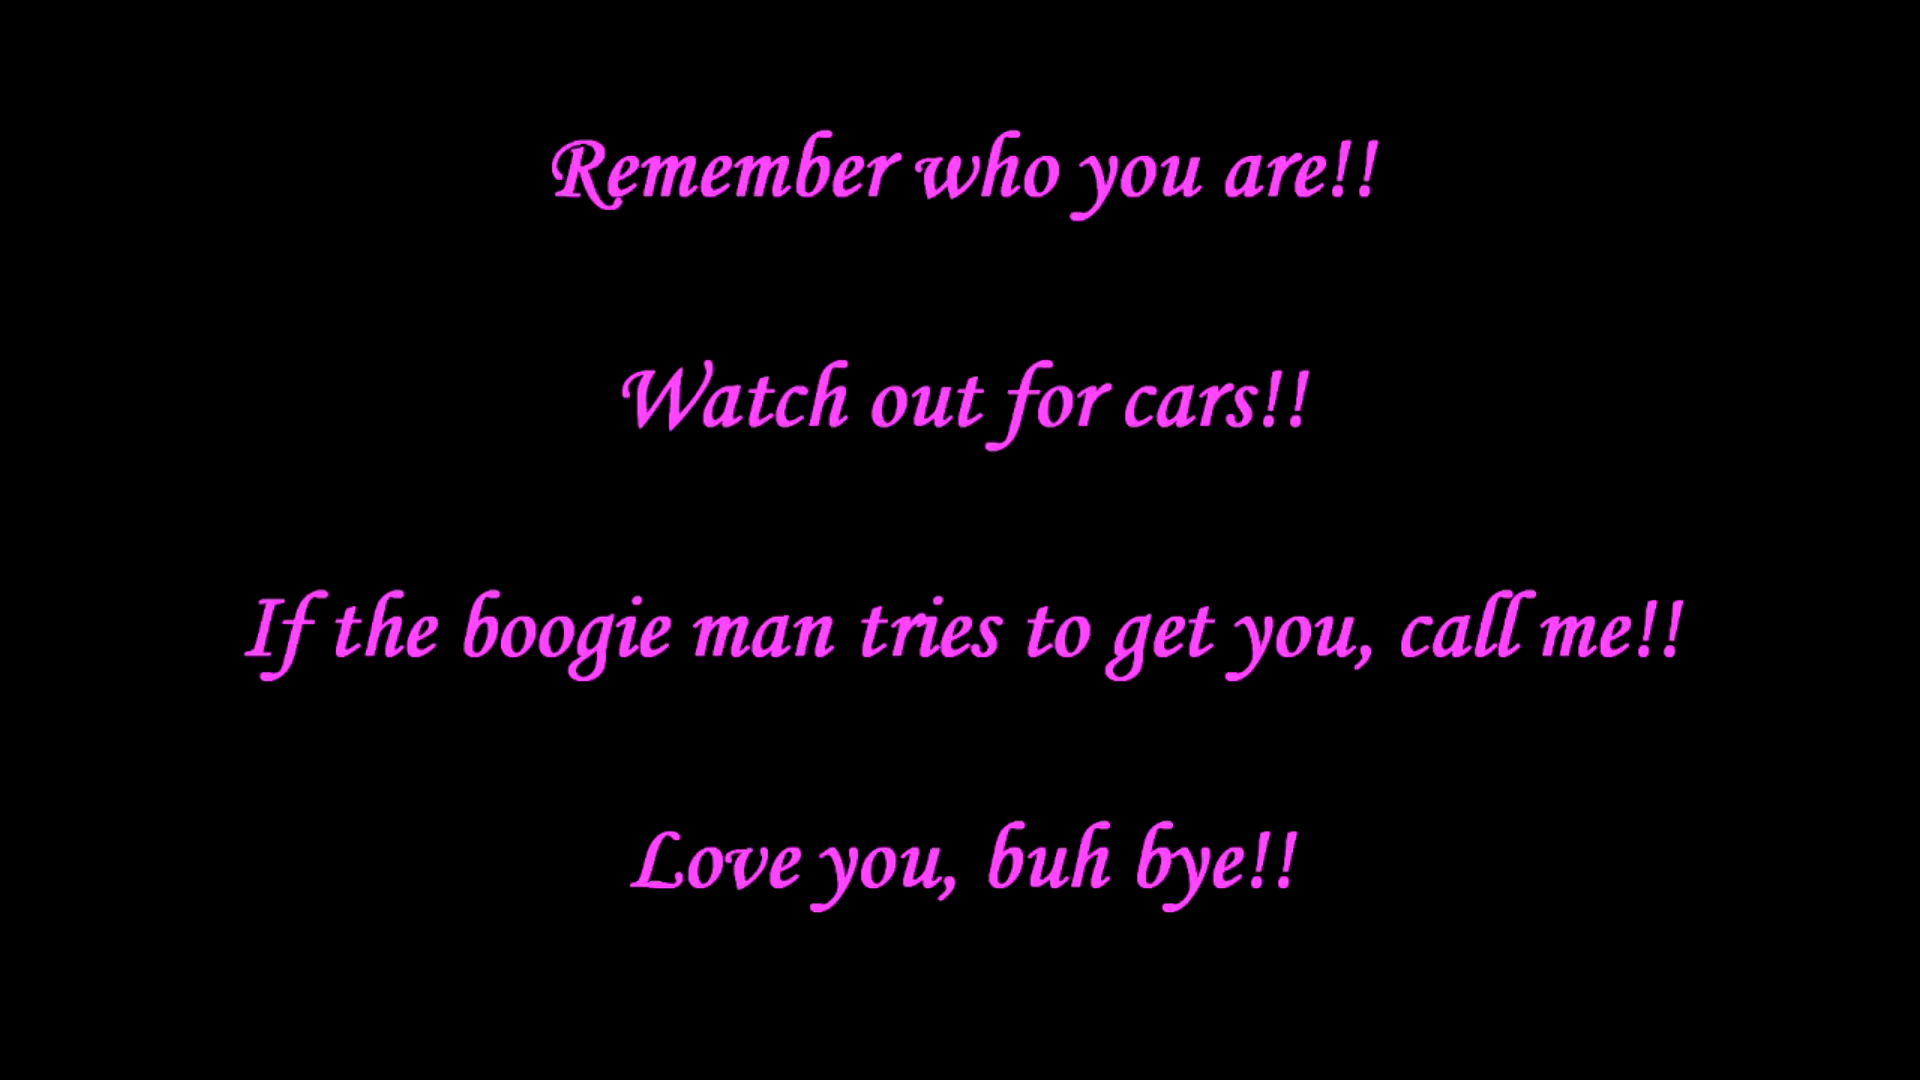 Remember who you are!!
Watch out for cars!!
If the boogie man tries to get you, call me!!
Love you, buh bye!!